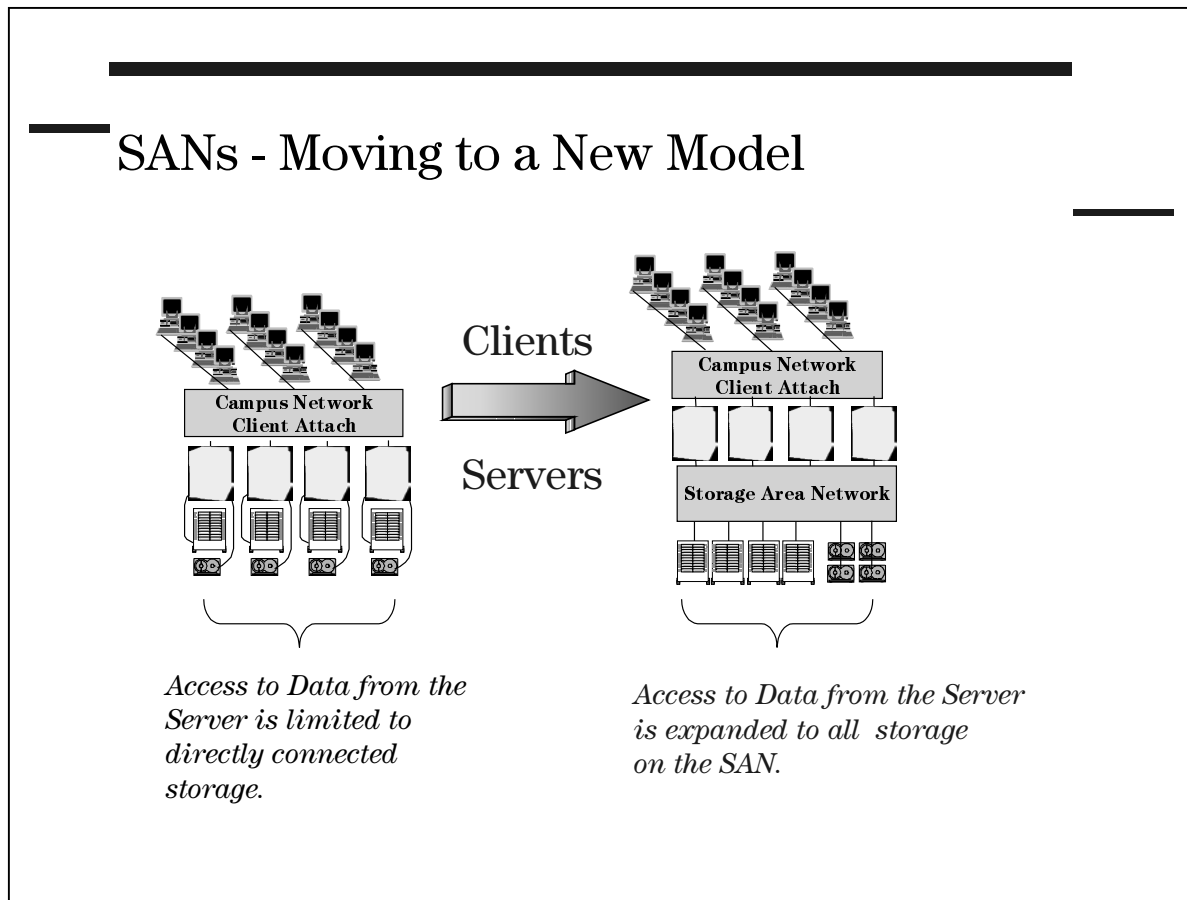 SANs - Moving to a New Model
Clients
Servers
Campus Network
Client Attach
Access to Data from the
Server is limited to
directly connected
storage.
Campus Network
Client Attach
Storage Area Network
Access to Data from the Server
is expanded to all storage
on the SAN.